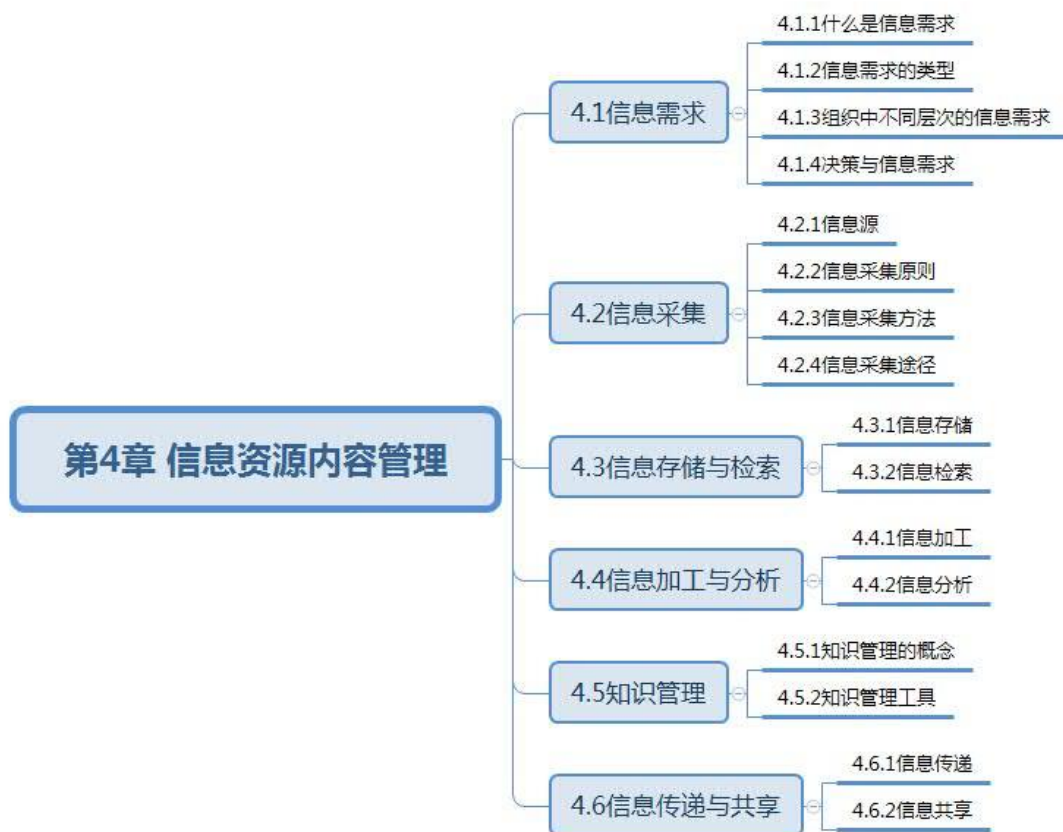 第4章 信息资源内容管理
4.1信息需求
4.1.1什么是信息需求
4.1.2信息需求的类型
4.1.3组织中不同层次的信息需求
4.1.4决策与信息需求
4.2信息采集
4.2.1信息源
4.2.2信息采集原则
4.2.3信息采集方法
4.2.4信息采集途径
4.3信息存储与检索
4.3.1信息存储
4.3.2信息检索
4.4信息加工与分析
4.4.1信息加工
4.4.2信息分析
4.5知识管理
4.5.1知识管理的概念
4.5.2知识管理工具
4.6信息传递与共享
4.6.1信息传递
4.6.2信息共享